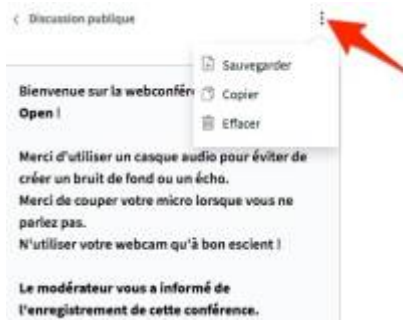 Discussion publique
Sauvegarder
Bienvenue sur la webconfére
Copier
Open !
Effacer
Merci d'utiliser un casque audio pour éviter de
créer un bruit de fond ou un écho.
Merci de couper votre micro lorsque vous ne
parlez pas.
N'utiliser votre webcam qu'à bon escient !
Le modérateur vous a informé de
l'enregistrement de cette conférence.